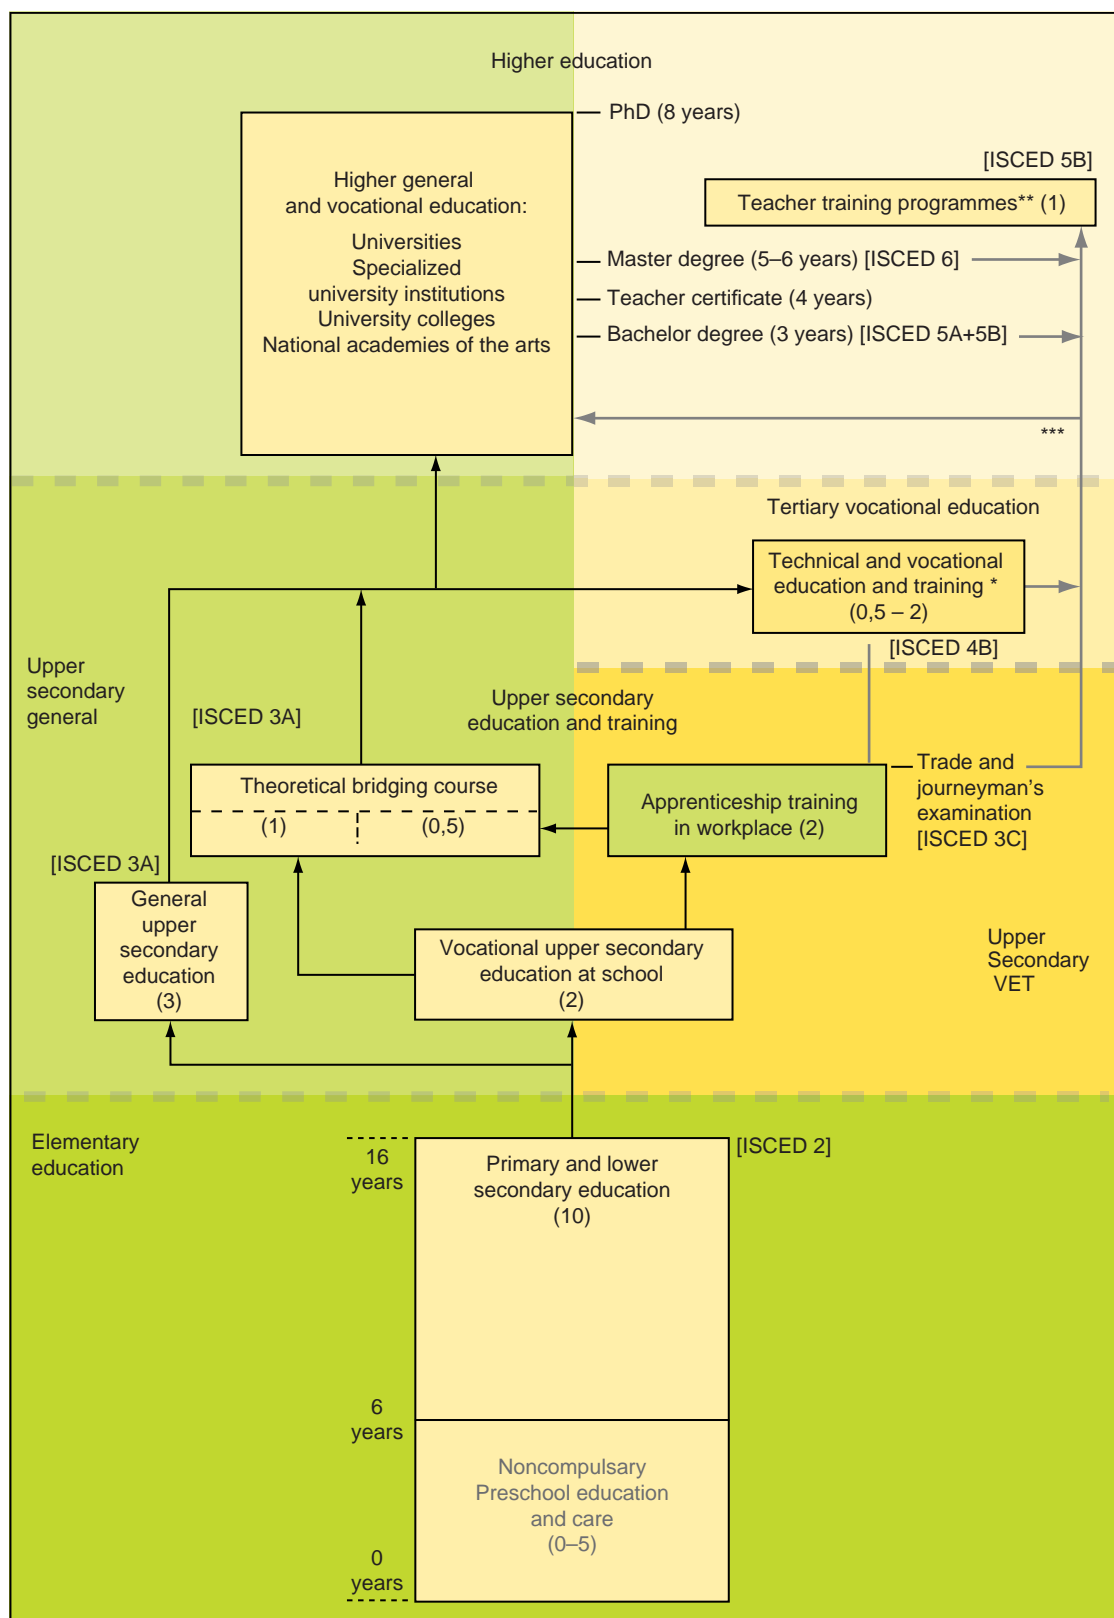 Higher education
PhD (8 years)
[ISCED 5B]
Higher general
and vocational education:
Universities
Specialized
university institutions
University colleges
National academies of the arts
Teacher training programmes** (1)
Master degree (5–6 years) [ISCED 6]
Teacher certificate (4 years)
Bachelor degree (3 years) [ISCED 5A+5B]
***
Tertiary vocational education
Technical and vocational
education and training *
(0,5 – 2)
[ISCED 4B]
Upper
secondary
general
[ISCED 3A]
Upper secondary
education and training
Theoretical bridging course
(1)
(0,5)
Apprenticeship training
in workplace (2)
Trade and
journeyman's
examination
[ISCED 3C]
[ISCED 3A]
General
upper
secondary
education
(3)
Vocational upper secondary
education at school
(2)
Upper
Secondary
VET
Elementary
education
16
years
Primary and lower
secondary education
(10)
[ISCED 2]
6
years
Noncompulsary
Preschool education
and care
(0–5)
0
years